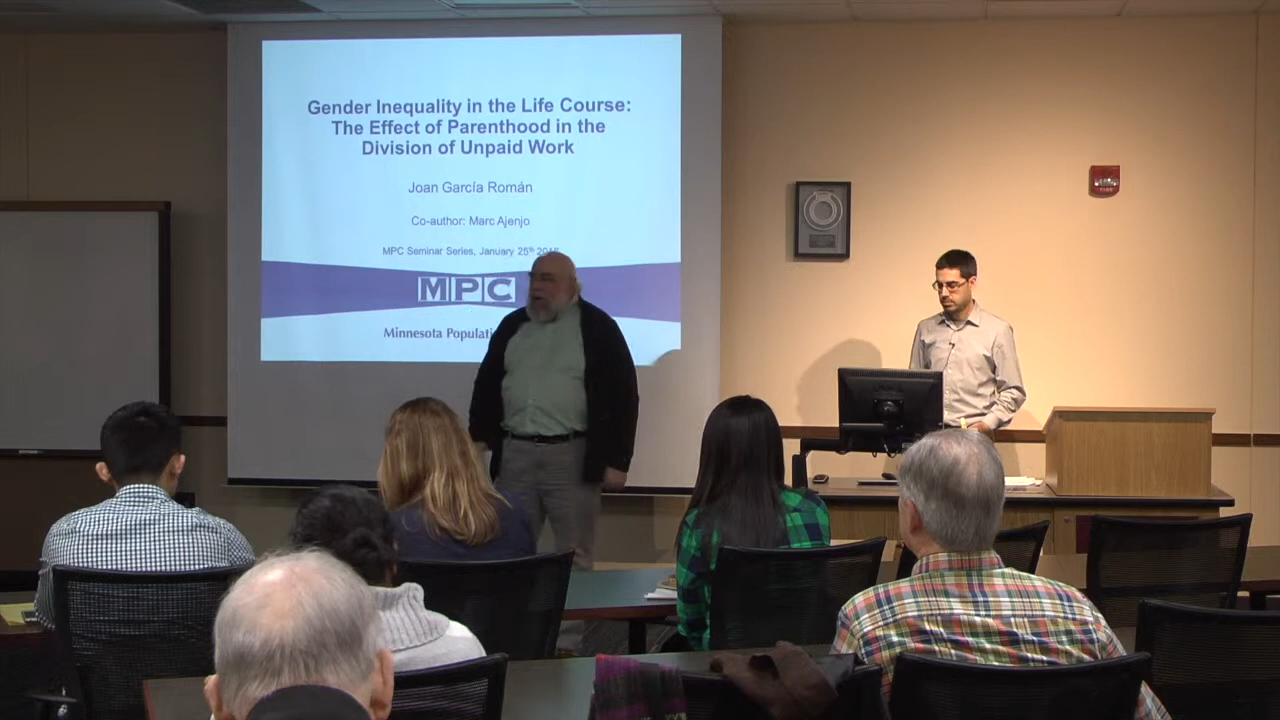 Gender Inequality in the Life Course:
The Effect of Parenthood in the
Division of Unpaid Work
Joan García Román
Co-author: Marc Ajenjo
MPC Seminar Series, January 25th
MPC
Minnesota
FIRE